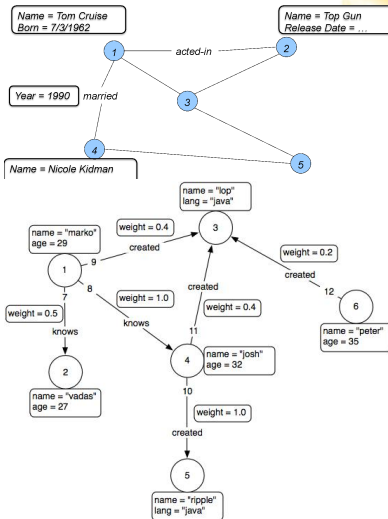 Name = Tom Cruise
Born = 7/3/1962
Name = Top Gun
Release Date = ...
1
acted-in
2
Year = 1990
married
3
4
5
Name = Nicole Kidman
name = "lop"
lang = "java"
3
name = "marko"
age = 29
weight = 0.4
created
9
1
weight = 0.2
created
7
8
weight = 1.0
knows
created
weight = 0.4
12
6
weight = 0.5
knows
11
name = "peter"
age = 35
2
4
name = "josh"
age = 32
name = "vadas"
age = 27
10
weight = 1.0
created
5
name = "ripple"
lang = "java"